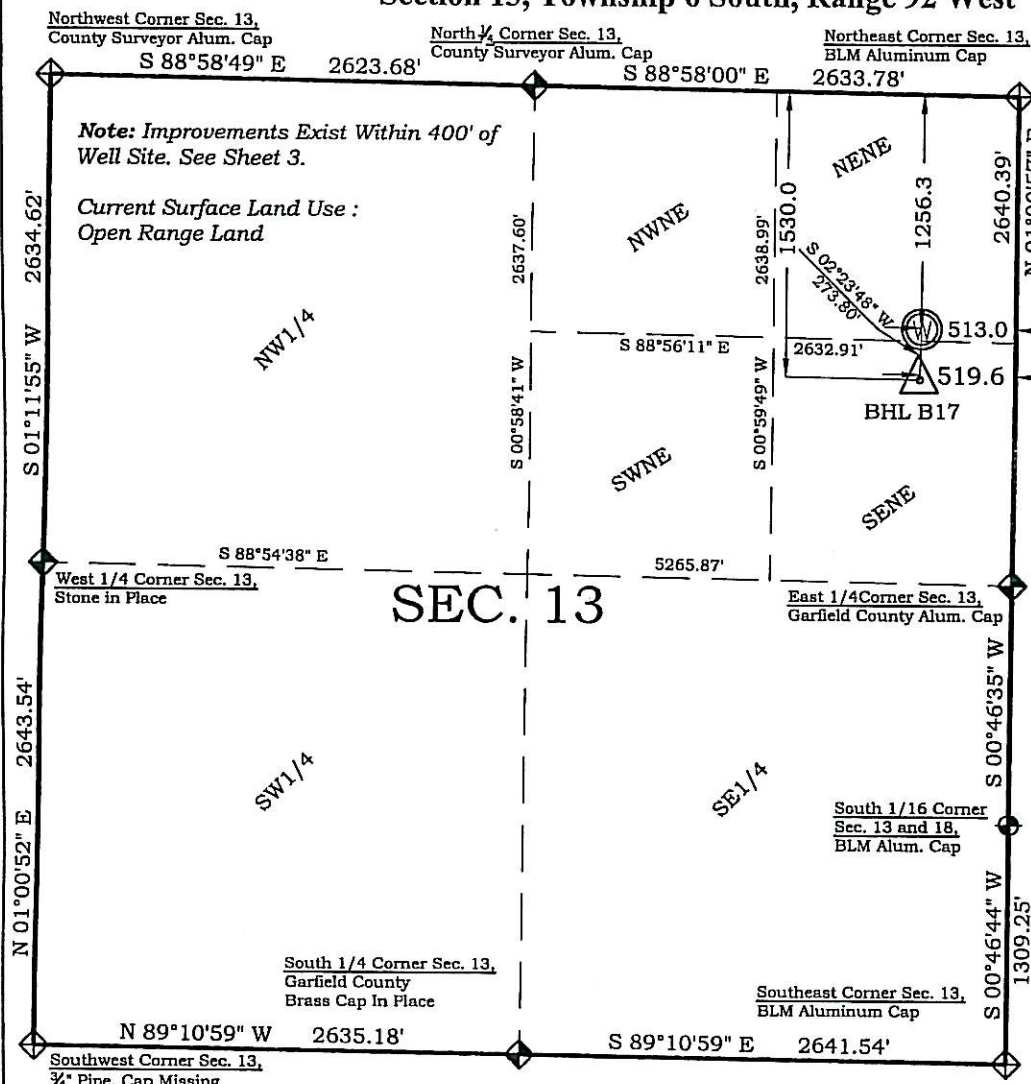 Section 13, Township 6 South, Range 92 West
Northwest Corner Sec. 13,
County Surveyor Alum. Cap
North 1/4 Corner Sec. 13,
County Surveyor Alum. Cap
Northeast Corner Sec. 13,
BLM Aluminum Cap
S 88°58'49" E 2623.68'
S 88°58'00" E 2633.78'
Note: Improvements Exist Within 400' of
Well Site. See Sheet 3.
Current Surface Land Use :
Open Range Land
S 01°11'55" W 2634.62'
2637.60'
S 00°58'41" W
2638.99'
S 00°59'49" W
1530.0
1256.3
2640.39'
NENE
NWNE
S 02°23'48" W
273.80'
W
513.0
519.6
BHL B17
NW1/4
S 88°56'11" E
2632.91'
SWNE
SENE
S 88°54'38" E
5265.87'
West 1/4 Corner Sec. 13,
Stone in Place
SEC. 13
East 1/4Corner Sec. 13,
Garfield County Alum. Cap
N 01°00'52" E 2643.54'
S 00°46'35" W
SW1/4
SE1/4
South 1/16 Corner
Sec. 13 and 18,
BLM Alum. Cap
S 00°46'44" W
1309.25'
South 1/4 Corner Sec. 13,
Garfield County
Brass Cap In Place
Southeast Corner Sec. 13,
BLM Aluminum Cap
N 89°10'59" W 2635.18'
S 89°10'59" E 2641.54'
Southwest Corner Sec. 13,
3/4" Pipe, Cap Missing